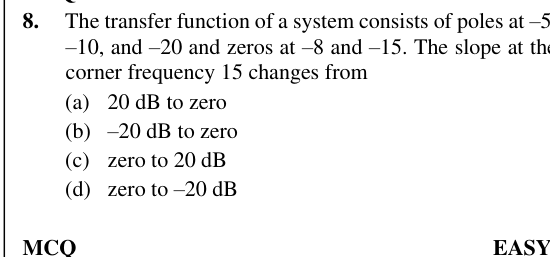 8. The transfer function of a system consists of poles at –5
–10, and –20 and zeros at –8 and –15. The slope at the
corner frequency 15 changes from
(a) 20 dB to zero
(b) –20 dB to zero
(c) zero to 20 dB
(d) zero to –20 dB
MCQ EASY